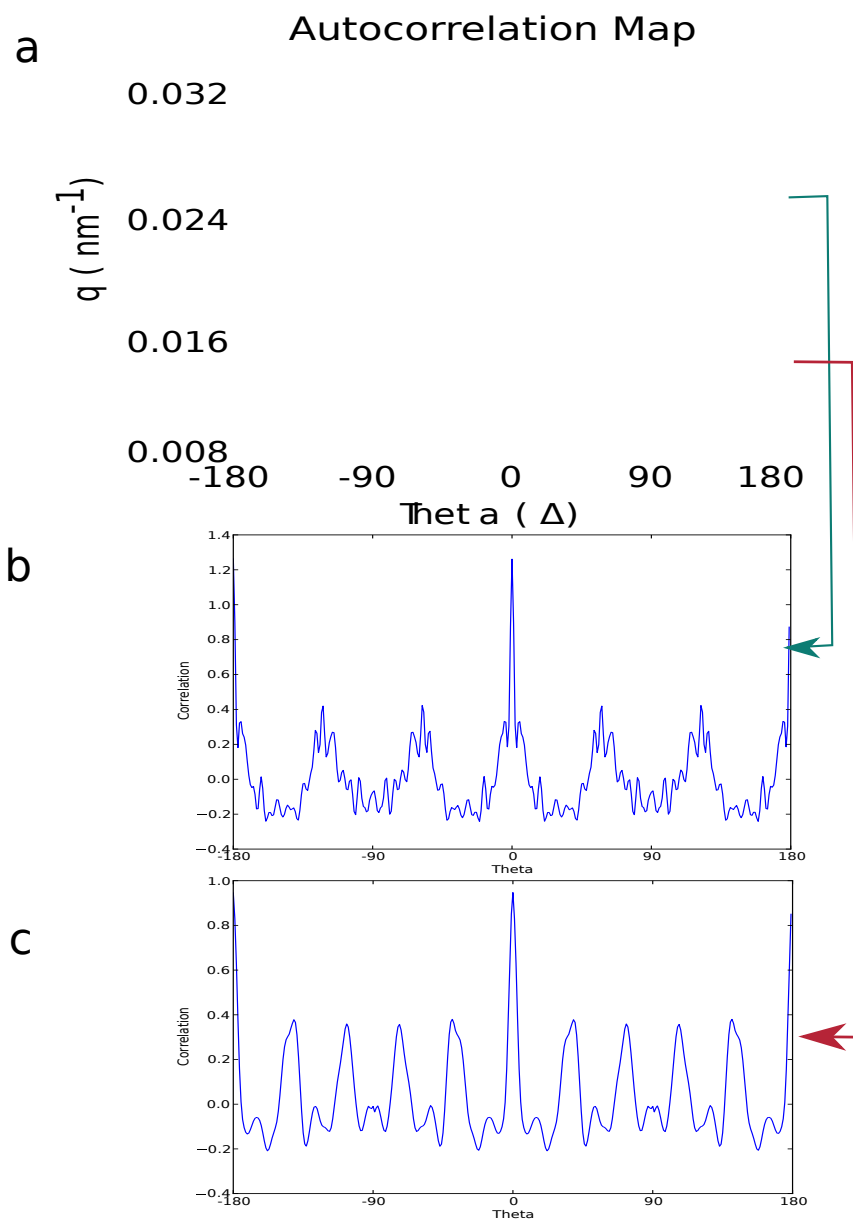 a
Autocorrelation Map
0.032
0.024
0.016
0.008
q ( nm-1)
-180 -90 0 90 180
Thet a ( Δ)
b
1.4
1.2
1.0
0.8
0.6
0.4
0.2
0.0
−0.2
−0.4
Correlation
-180 -90 0 90 180
Theta
c
1.0
0.8
0.6
0.4
0.2
0.0
−0.2
−0.4
Correlation
-180 -90 0 90 180
Theta